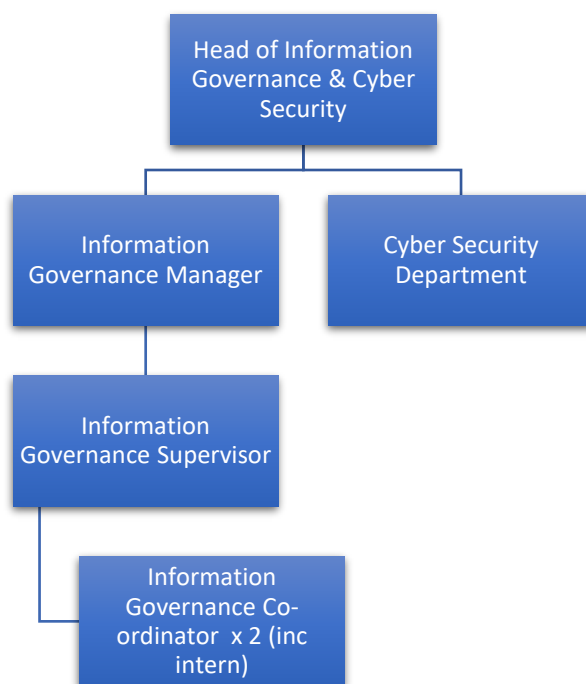 Head of Information
Governance & Cyber
Security
Information
Governance Manager
Cyber Security
Department
Information
Governance Supervisor
Information
Governance Co-
ordinator x 2 (inc
intern)